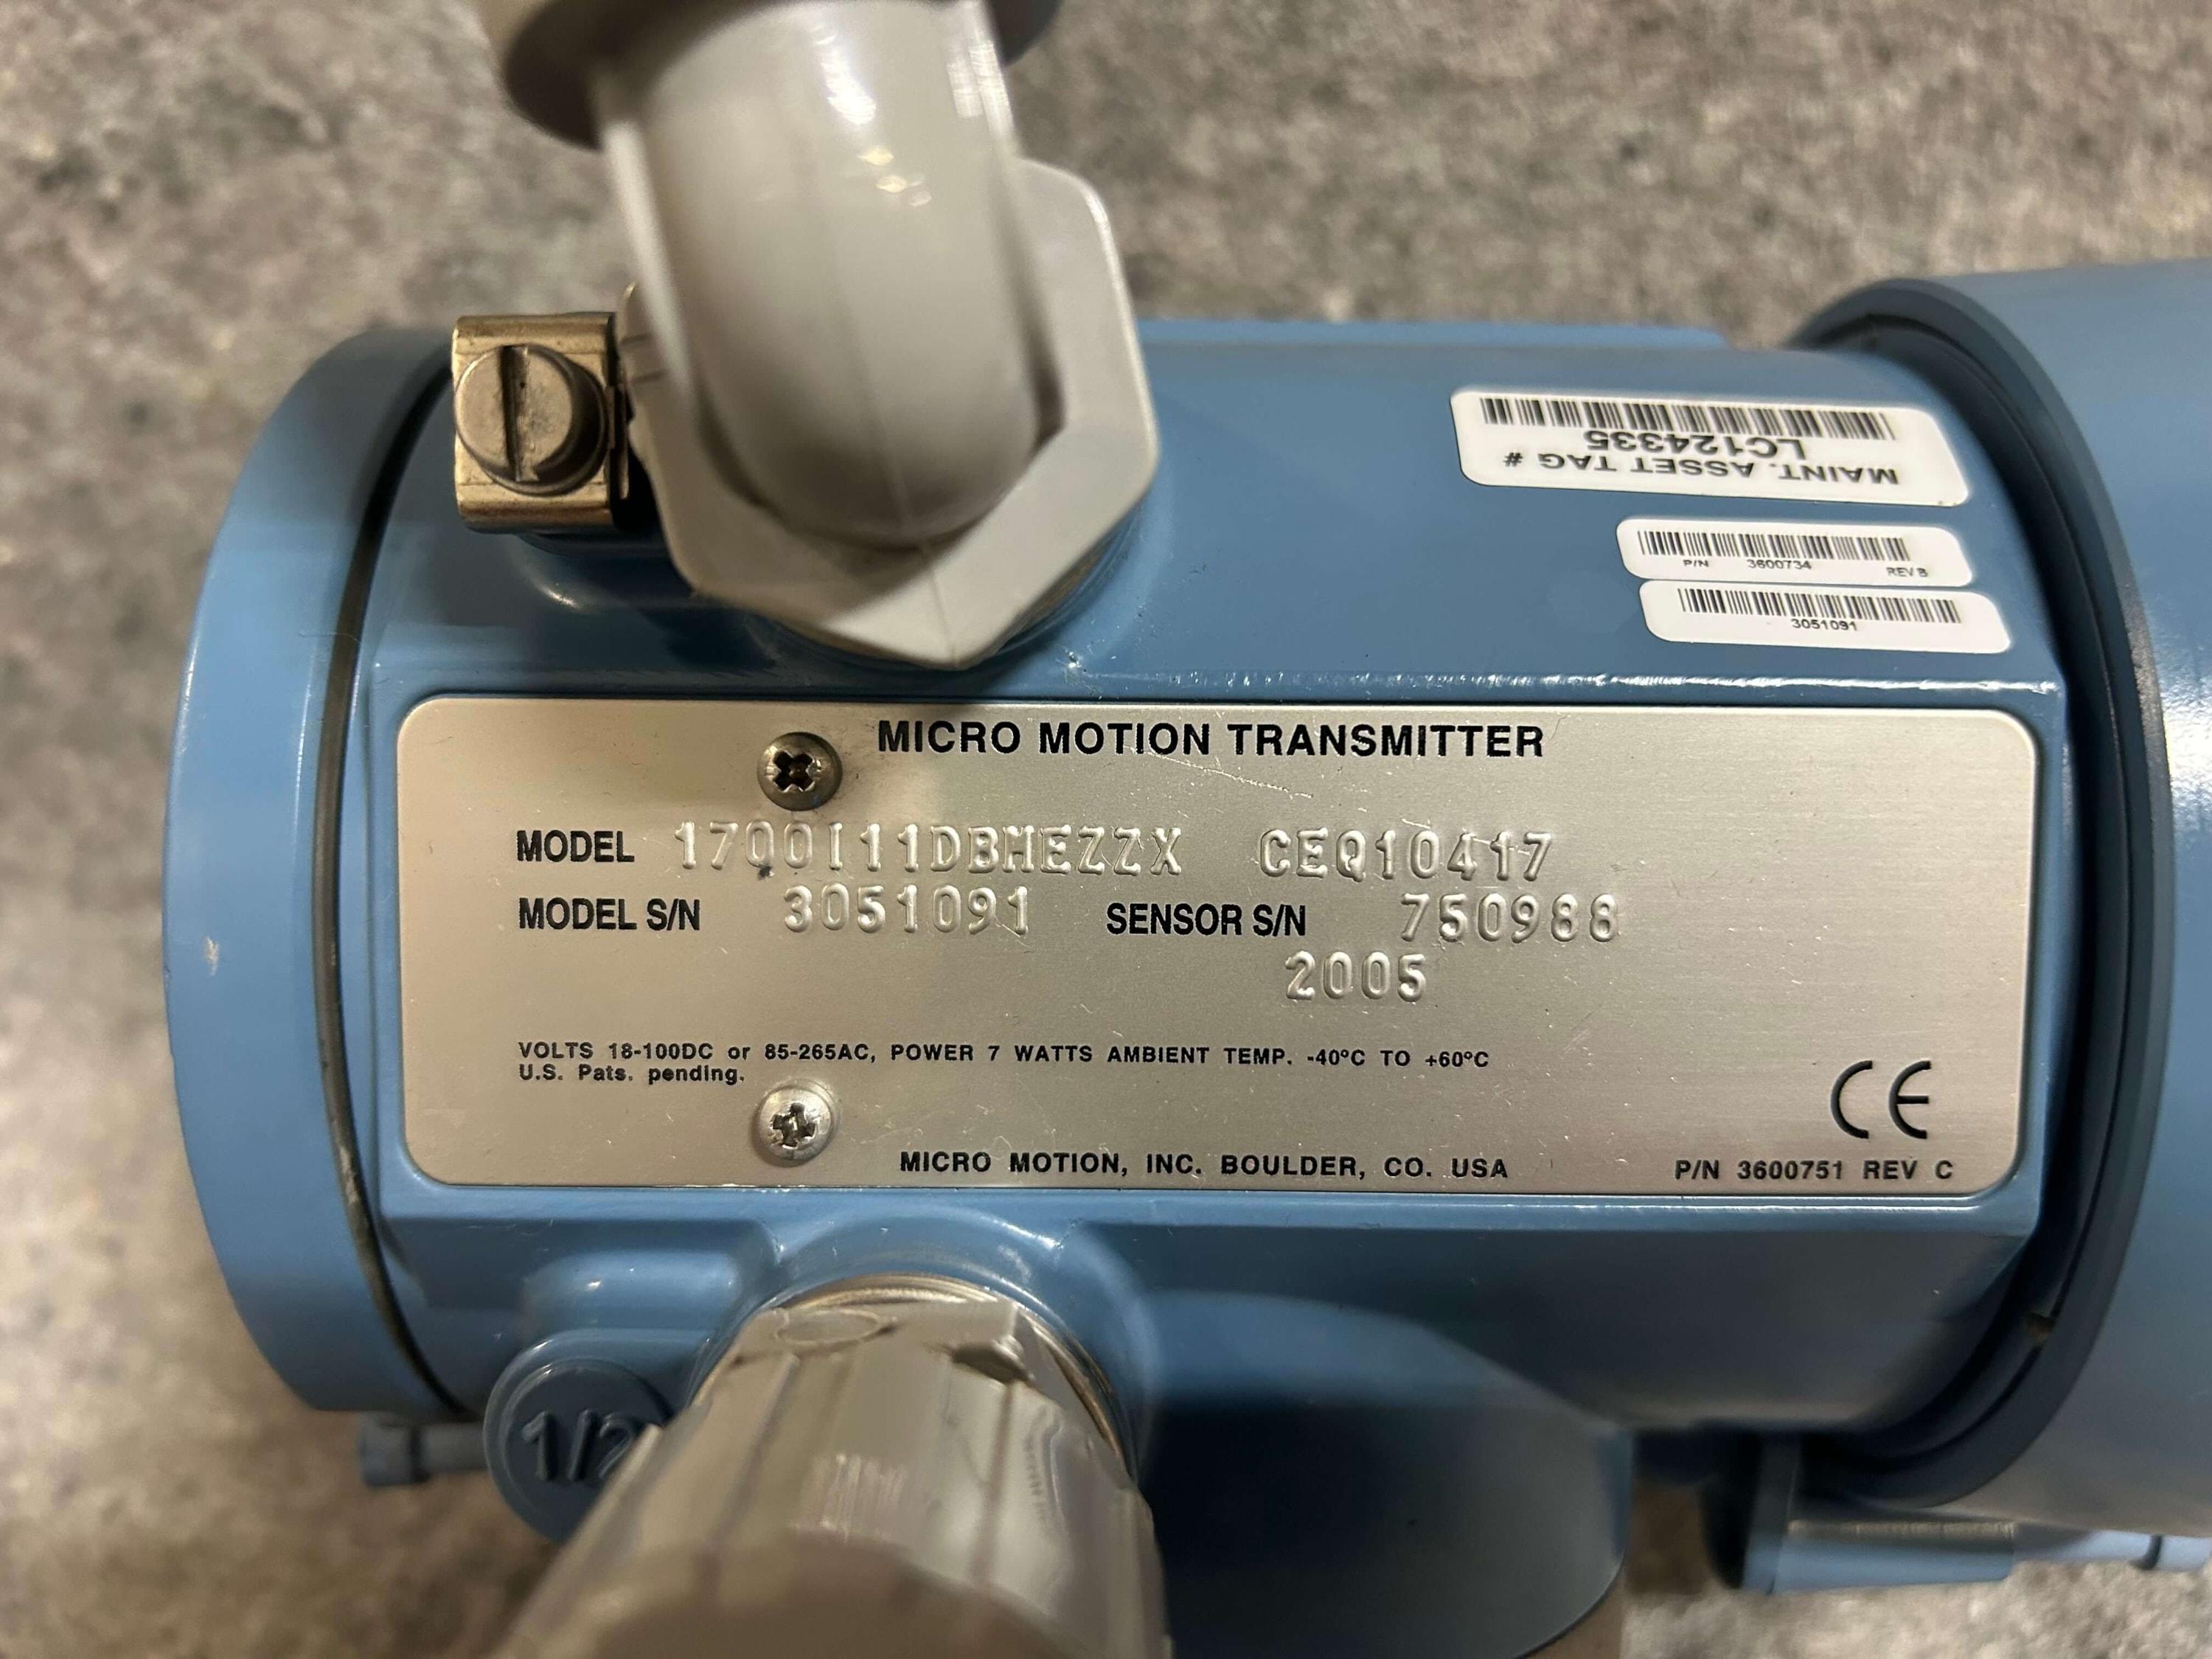 MAINT. ASSET TAG #
LC124335
P/N 3600734 REV B
3051091
MICRO MOTION TRANSMITTER
MODEL 1700I11DBMEZZX CEQ10417
MODEL S/N 3051091 SENSOR S/N 750988
2005
VOLTS 18-100DC or 85-265AC, POWER 7 WATTS AMBIENT TEMP. -40°C TO +60°C
U.S. Pats. pending.
CE
MICRO MOTION, INC. BOULDER, CO. USA P/N 3600751 REV C
1/2